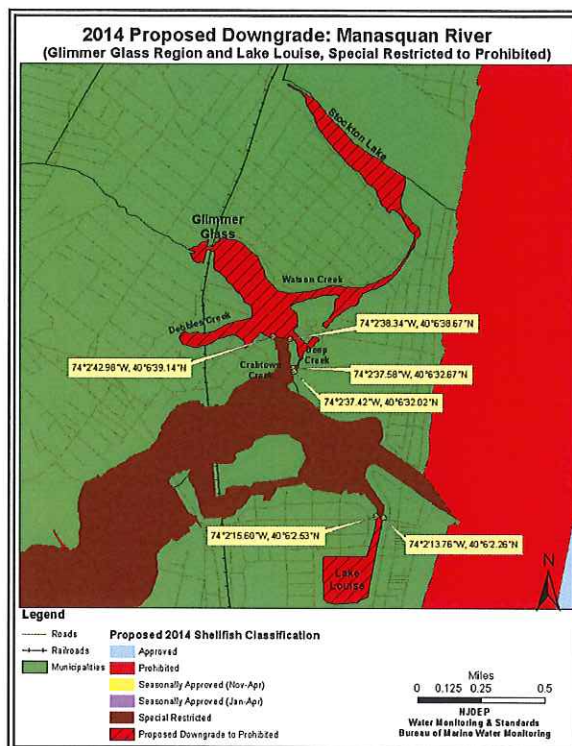 2014 Proposed Downgrade: Manasquan River
(Glimmer Glass Region and Lake Louise, Special Restricted to Prohibited)
Stockton Lake
Glimmer
Glass
Watson Creek
Debbies Creek
74°2'38.34"W, 40°6'38.67"N
74°2'42.98"W, 40°6'39.14"N
Deep
Creek
Crabtown
Creek
74°2'37.58"W, 40°6'32.67"N
74°2'37.42"W, 40°6'32.02"N
74°2'15.60"W, 40°6'2.53"N
74°2'13.76"W, 40°6'2.26"N
Lake
Louise
N
Legend
Roads
Railroads
Municipalities
Proposed 2014 Shellfish Classification
Approved
Prohibited
Seasonally Approved (Nov-Apr)
Seasonally Approved (Jan-Apr)
Special Restricted
Proposed Downgrade to Prohibited
Miles
0 0.125 0.25 0.5
NJDEP
Water Monitoring & Standards
Bureau of Marine Water Monitoring